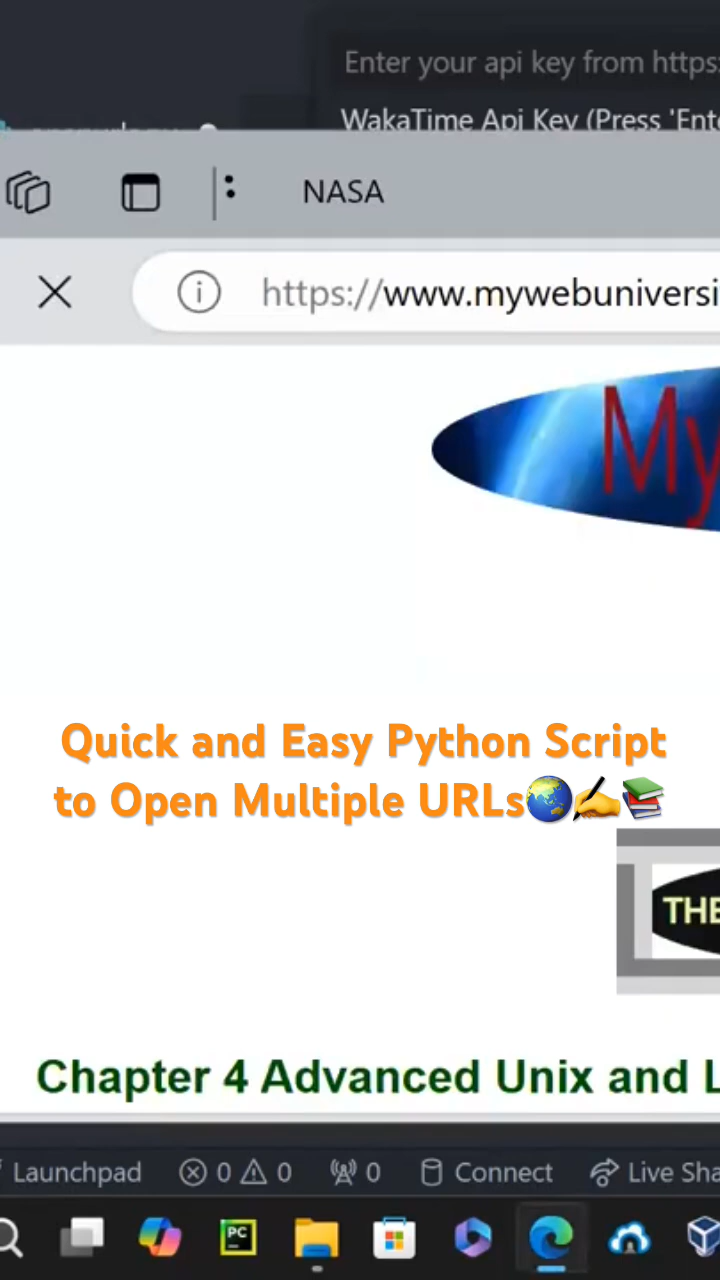 Enter your api key from https:
WakaTime Api Key (Press 'Ente
NASA
https://www.mywebuniversi
My
Quick and Easy Python Script
to Open Multiple URLs🌏✍️📚
THE
Chapter 4 Advanced Unix and L
Launchpad 0 0 0 Connect Live Sha
PC